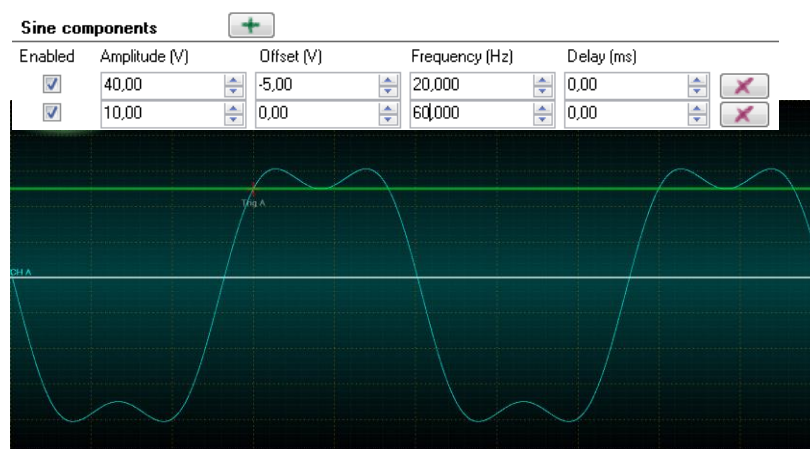 Sine components
Enabled Amplitude (V) Offset (V) Frequency (Hz) Delay (ms)
40,00 -5,00 20,000 0,00
10,00 0,00 60,000 0,00
Trig A
CH A